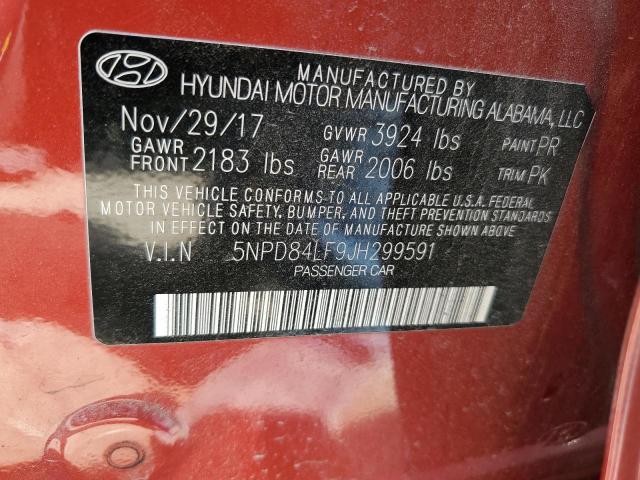 MANUFACTURED BY
HYUNDAI MOTOR MANUFACTURING ALABAMA, LLC
Nov/29/17 GVWR 3924 lbs PAINT PR
GAWR FRONT 2183 lbs GAWR REAR 2006 lbs TRIM PK
THIS VEHICLE CONFORMS TO ALL APPLICABLE U.S.A. FEDERAL
MOTOR VEHICLE SAFETY, BUMPER, AND THEFT PREVENTION STANDARDS
IN EFFECT ON THE DATE OF MANUFACTURE SHOWN ABOVE.
V.I.N 5NPD84LF9JH299591
PASSENGER CAR